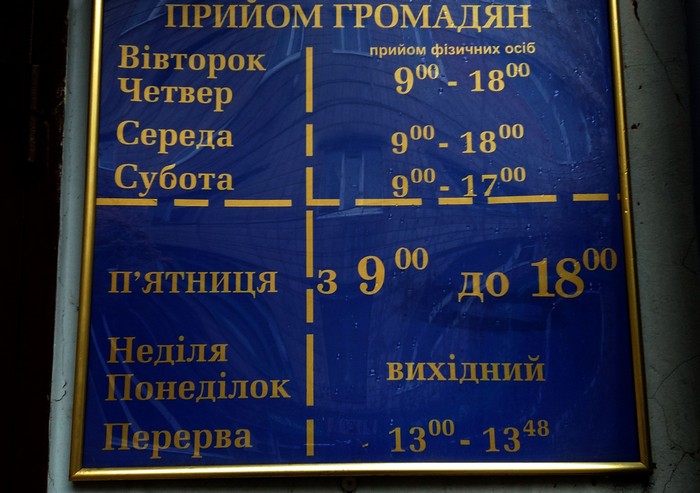 ПРИЙОМ ГРОМАДЯН
прийом фізичних осіб
Вівторок
Четвер 9⁰⁰ - 18⁰⁰
Середа 9⁰⁰ - 18⁰⁰
Субота 9⁰⁰ - 17⁰⁰
п’ятниця з 9⁰⁰ до 18⁰⁰
Неділя
Понеділок вихідний
Перерва 13⁰⁰ - 13⁴⁸